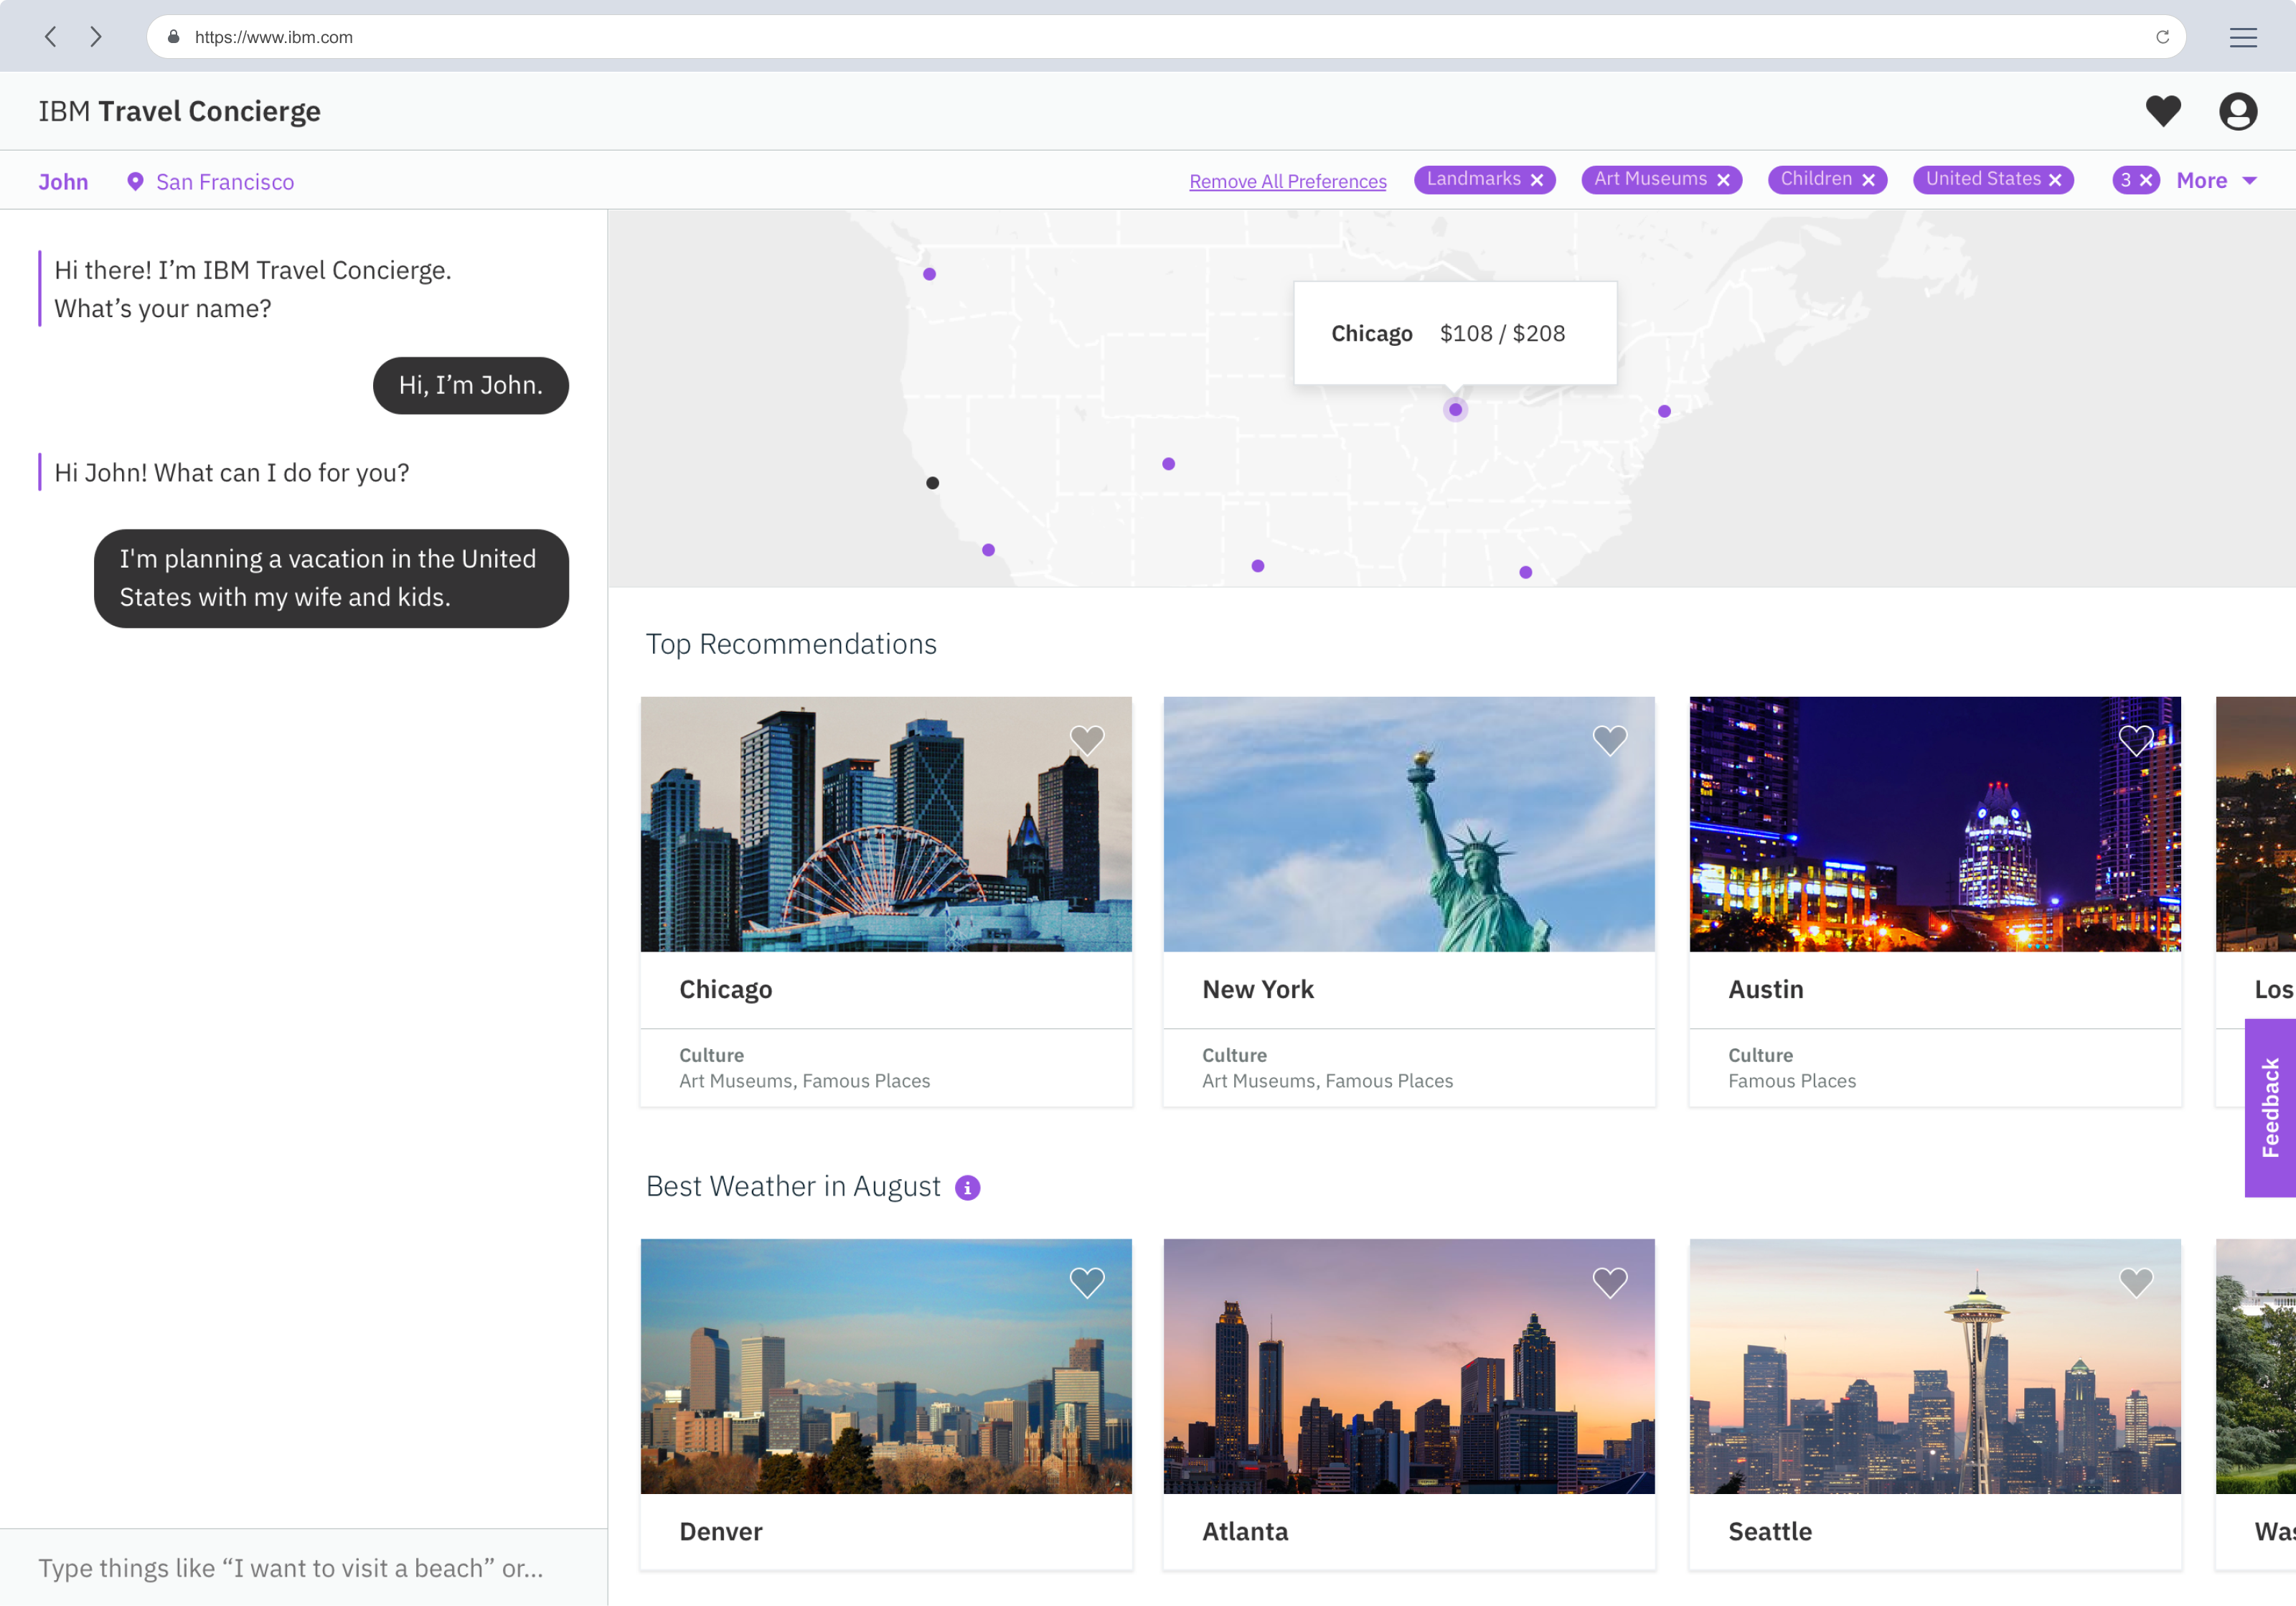 https://www.ibm.com
IBM Travel Concierge
John
San Francisco
Remove All Preferences
Landmarks
Art Museums
Children
United States
3
More
Hi there! I’m IBM Travel Concierge.
What’s your name?
Hi, I’m John.
Hi John! What can I do for you?
I'm planning a vacation in the United
States with my wife and kids.
Type things like “I want to visit a beach” or...
Chicago $108 / $208
Top Recommendations
Chicago
Culture
Art Museums, Famous Places
New York
Culture
Art Museums, Famous Places
Austin
Culture
Famous Places
Los
Feedback
Best Weather in August
Denver
Atlanta
Seattle
Was